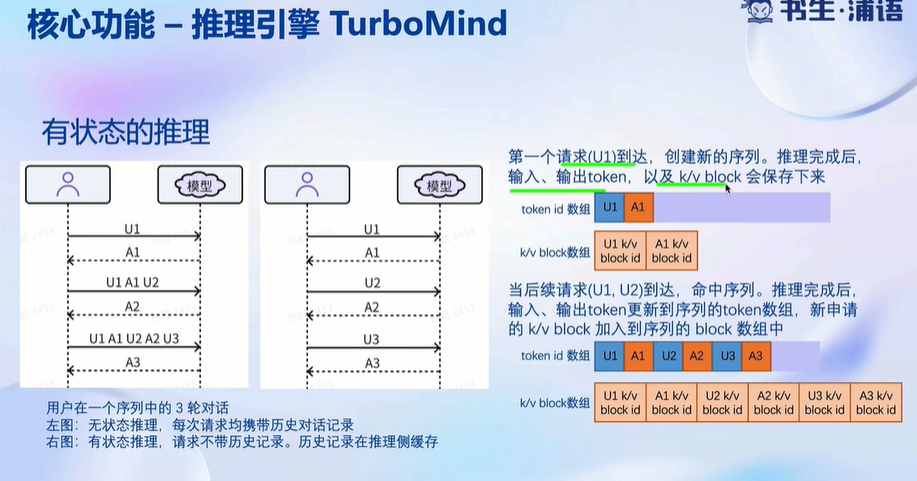 核心功能 – 推理引擎 TurboMind
书生·浦语
有状态的推理
模型
U1
A1
U1 A1 U2
A2
U1 A1 U2 A2 U3
A3
模型
U1
A1
U2
A2
U3
A3
用户在一个序列中的 3 轮对话
左图：无状态推理，每次请求均携带历史对话记录
右图：有状态推理，请求不带历史记录。历史记录在推理侧缓存
第一个请求(U1)到达，创建新的序列。推理完成后，
输入、输出token，以及 k/v block 会保存下来
token id 数组 U1 A1
k/v block数组 U1 k/v block id A1 k/v block id
当后续请求(U1, U2)到达，命中序列。推理完成后，
输入、输出token更新到序列的token数组，新申请
的 k/v block 加入到序列的 block 数组中
token id 数组 U1 A1 U2 A2 U3 A3
k/v block数组 U1 k/v block id A1 k/v block id U2 k/v block id A2 k/v block id U3 k/v block id A3 k/v block id